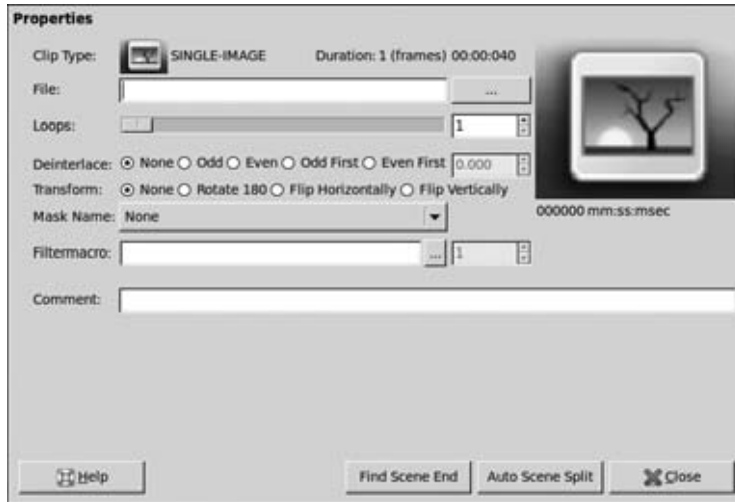 Properties
Clip Type: SINGLE-IMAGE Duration: 1 (frames) 00:00:040
File: ...
Loops: 1
Deinterlace: None Odd Even Odd First Even First 0.000
Transform: None Rotate 180 Flip Horizontally Flip Vertically
Mask Name: None
000000 mm:ss:msec
Filtermacro: ... 1
Comment:
Help Find Scene End Auto Scene Split Close